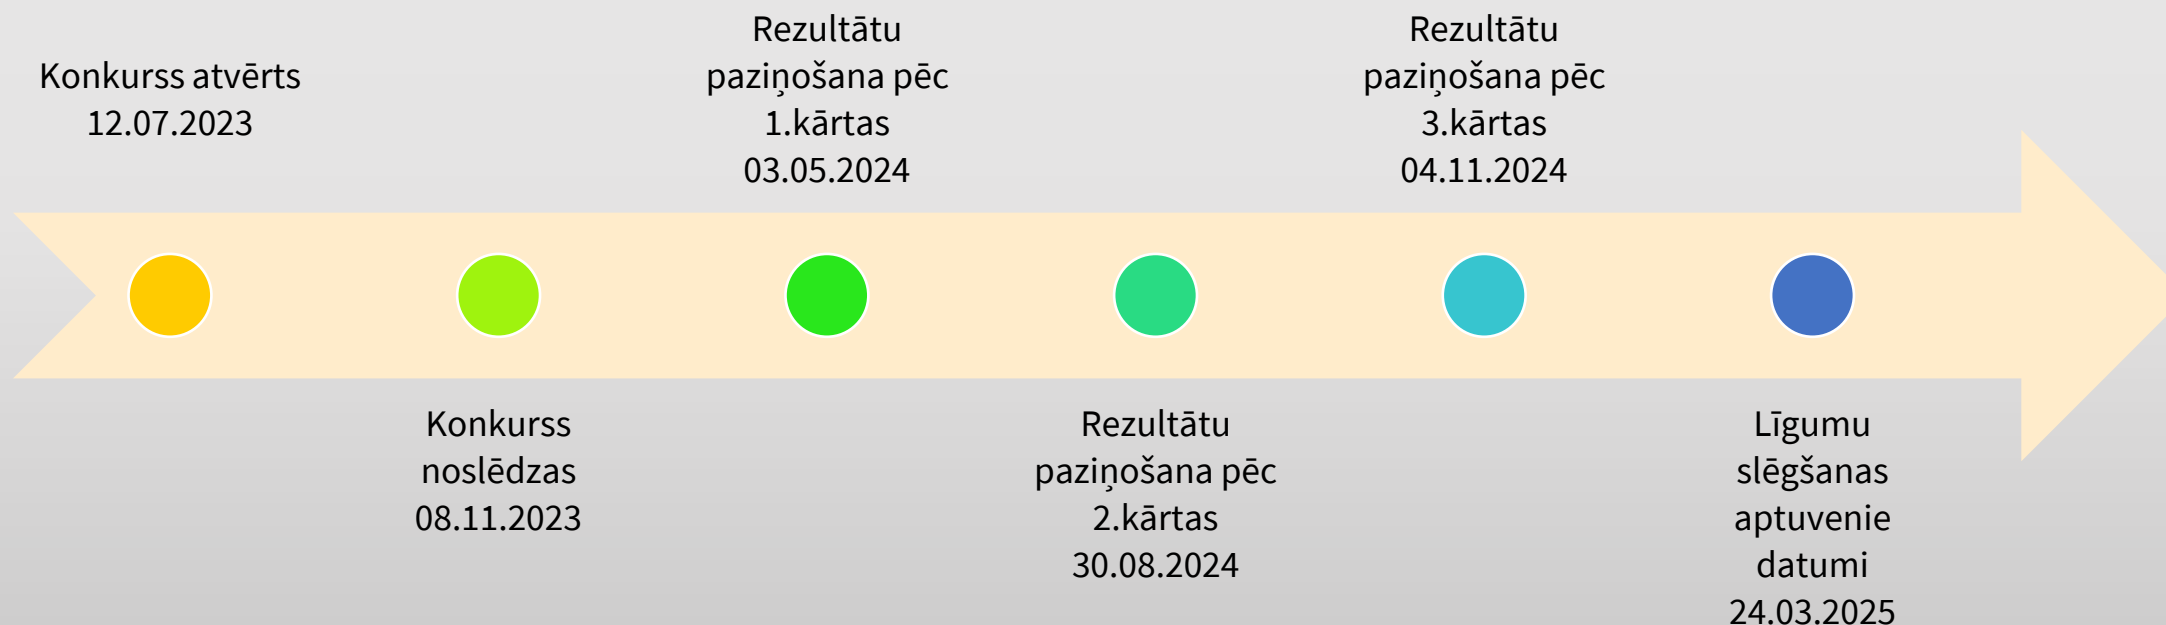 Konkurss atvērts
12.07.2023
Konkurss
noslēdzas
08.11.2023
Rezultātu
paziņošana pēc
1.kārtas
03.05.2024
Rezultātu
paziņošana pēc
2.kārtas
30.08.2024
Rezultātu
paziņošana pēc
3.kārtas
04.11.2024
Līgumu
slēgšanas
aptuvenie
datumi
24.03.2025